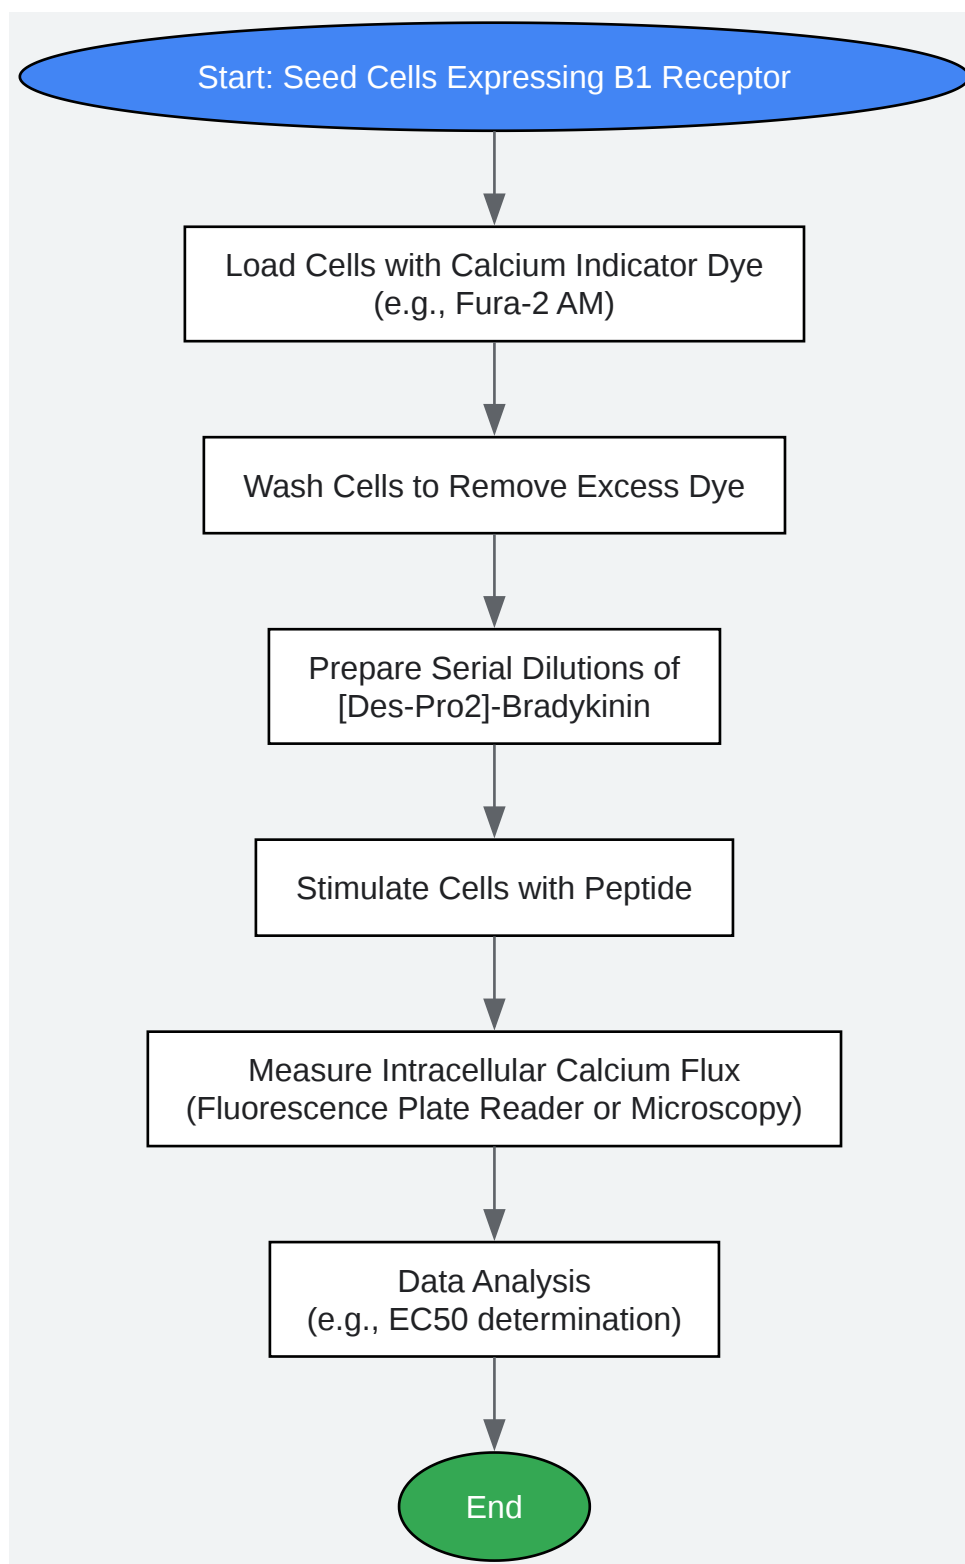 Start: Seed Cells Expressing B1 Receptor
Load Cells with Calcium Indicator Dye
(e.g., Fura-2 AM)
Wash Cells to Remove Excess Dye
Prepare Serial Dilutions of
[Des-Pro2]-Bradykinin
Stimulate Cells with Peptide
Measure Intracellular Calcium Flux
(Fluorescence Plate Reader or Microscopy)
Data Analysis
(e.g., EC50 determination)
End